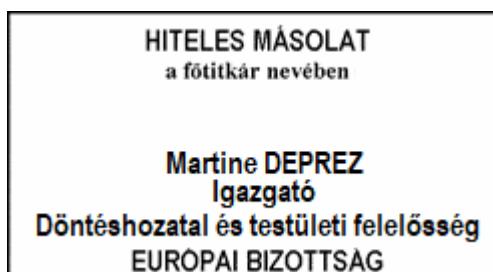 HITELES MÁSOLAT
a főtitkár nevében
Martine DEPREZ
Igazgató
Döntéshozatal és testületi felelősség
EURÓPAI BIZOTTSÁG